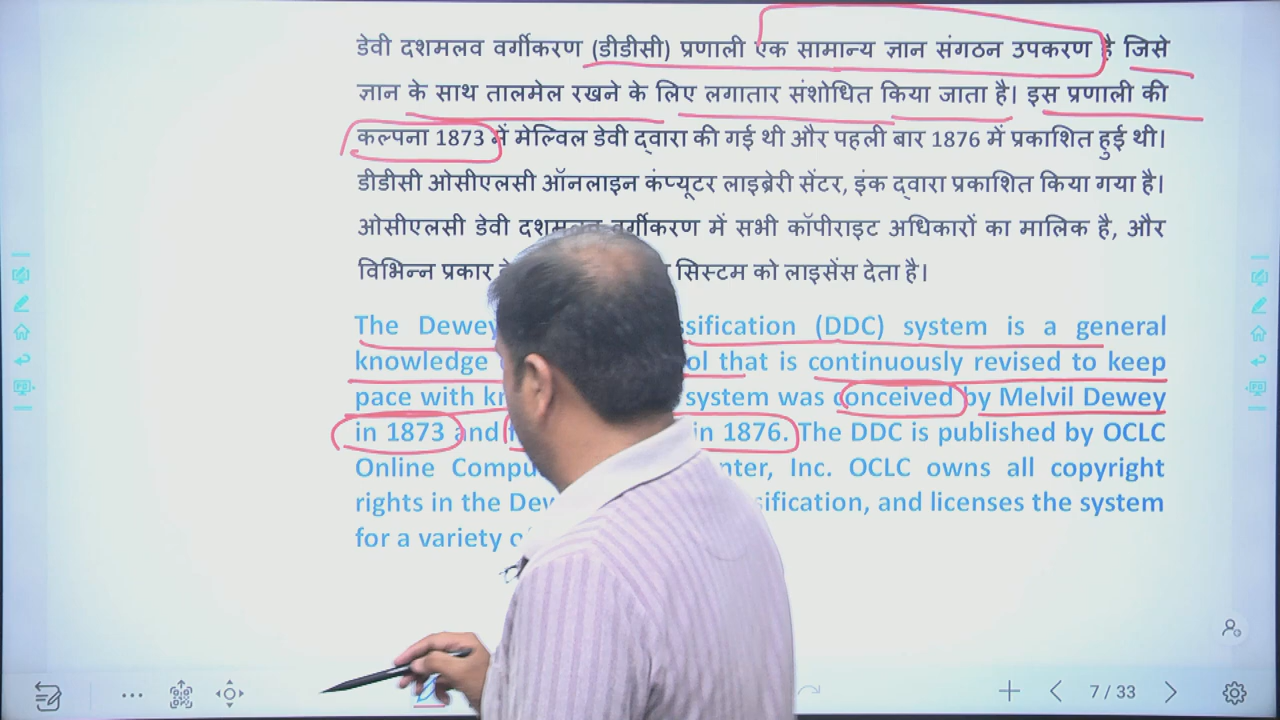 डेवी दशमलव वर्गीकरण (डीडीसी) प्रणाली एक सामान्य ज्ञान संगठन उपकरण है जिसे
ज्ञान के साथ तालमेल रखने के लिए लगातार संशोधित किया जाता है। इस प्रणाली की
कल्पना 1873 में मेल्विल डेवी द्वारा की गई थी और पहली बार 1876 में प्रकाशित हुई थी।
डीडीसी ओसीएलसी ऑनलाइन कंप्यूटर लाइब्रेरी सेंटर, इंक द्वारा प्रकाशित किया गया है।
ओसीएलसी डेवी दशमलव वर्गीकरण में सभी कॉपीराइट अधिकारों का मालिक है, और
विभिन्न प्रकार सिस्टम को लाइसेंस देता है।
The Dewey ssification (DDC) system is a general
knowledge ol that is continuously revised to keep
pace with system was conceived by Melvil Dewey
in 1873 and in 1876. The DDC is published by OCLC
Online nter, Inc. OCLC owns all copyright
rights in the sification, and licenses the system
for a variety
7 / 33